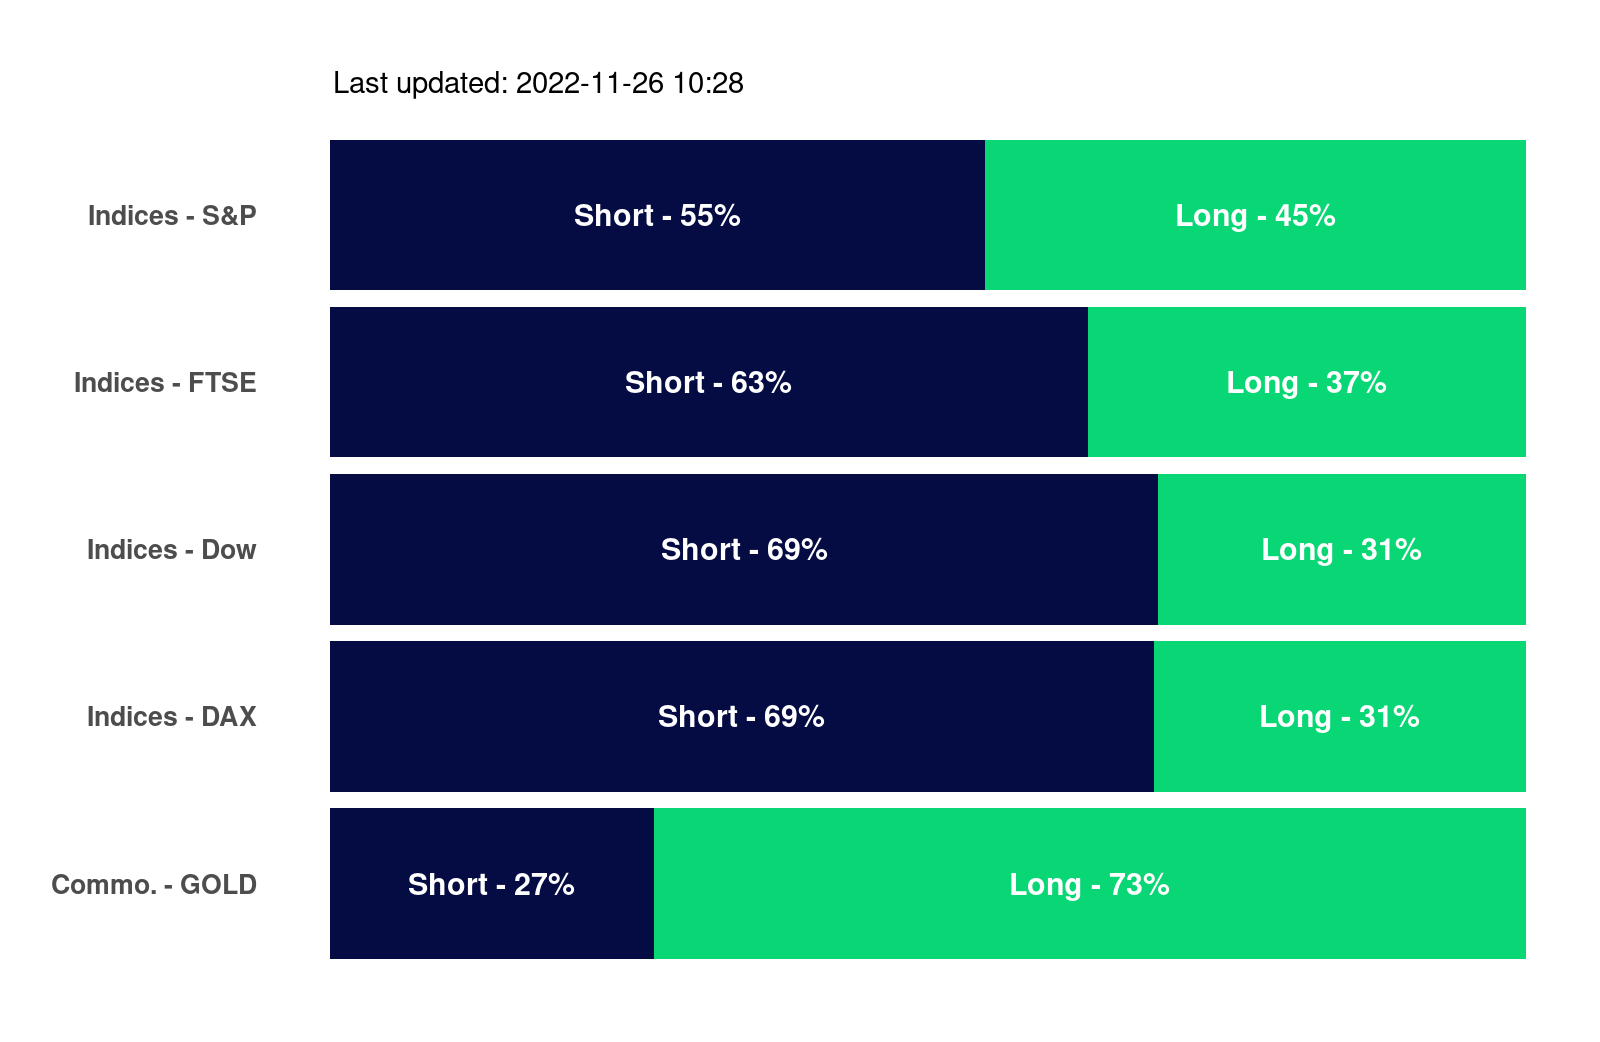 Last updated: 2022-11-26 10:28
Indices - S&P Short - 55% Long - 45%
Indices - FTSE Short - 63% Long - 37%
Indices - Dow Short - 69% Long - 31%
Indices - DAX Short - 69% Long - 31%
Commo. - GOLD Short - 27% Long - 73%